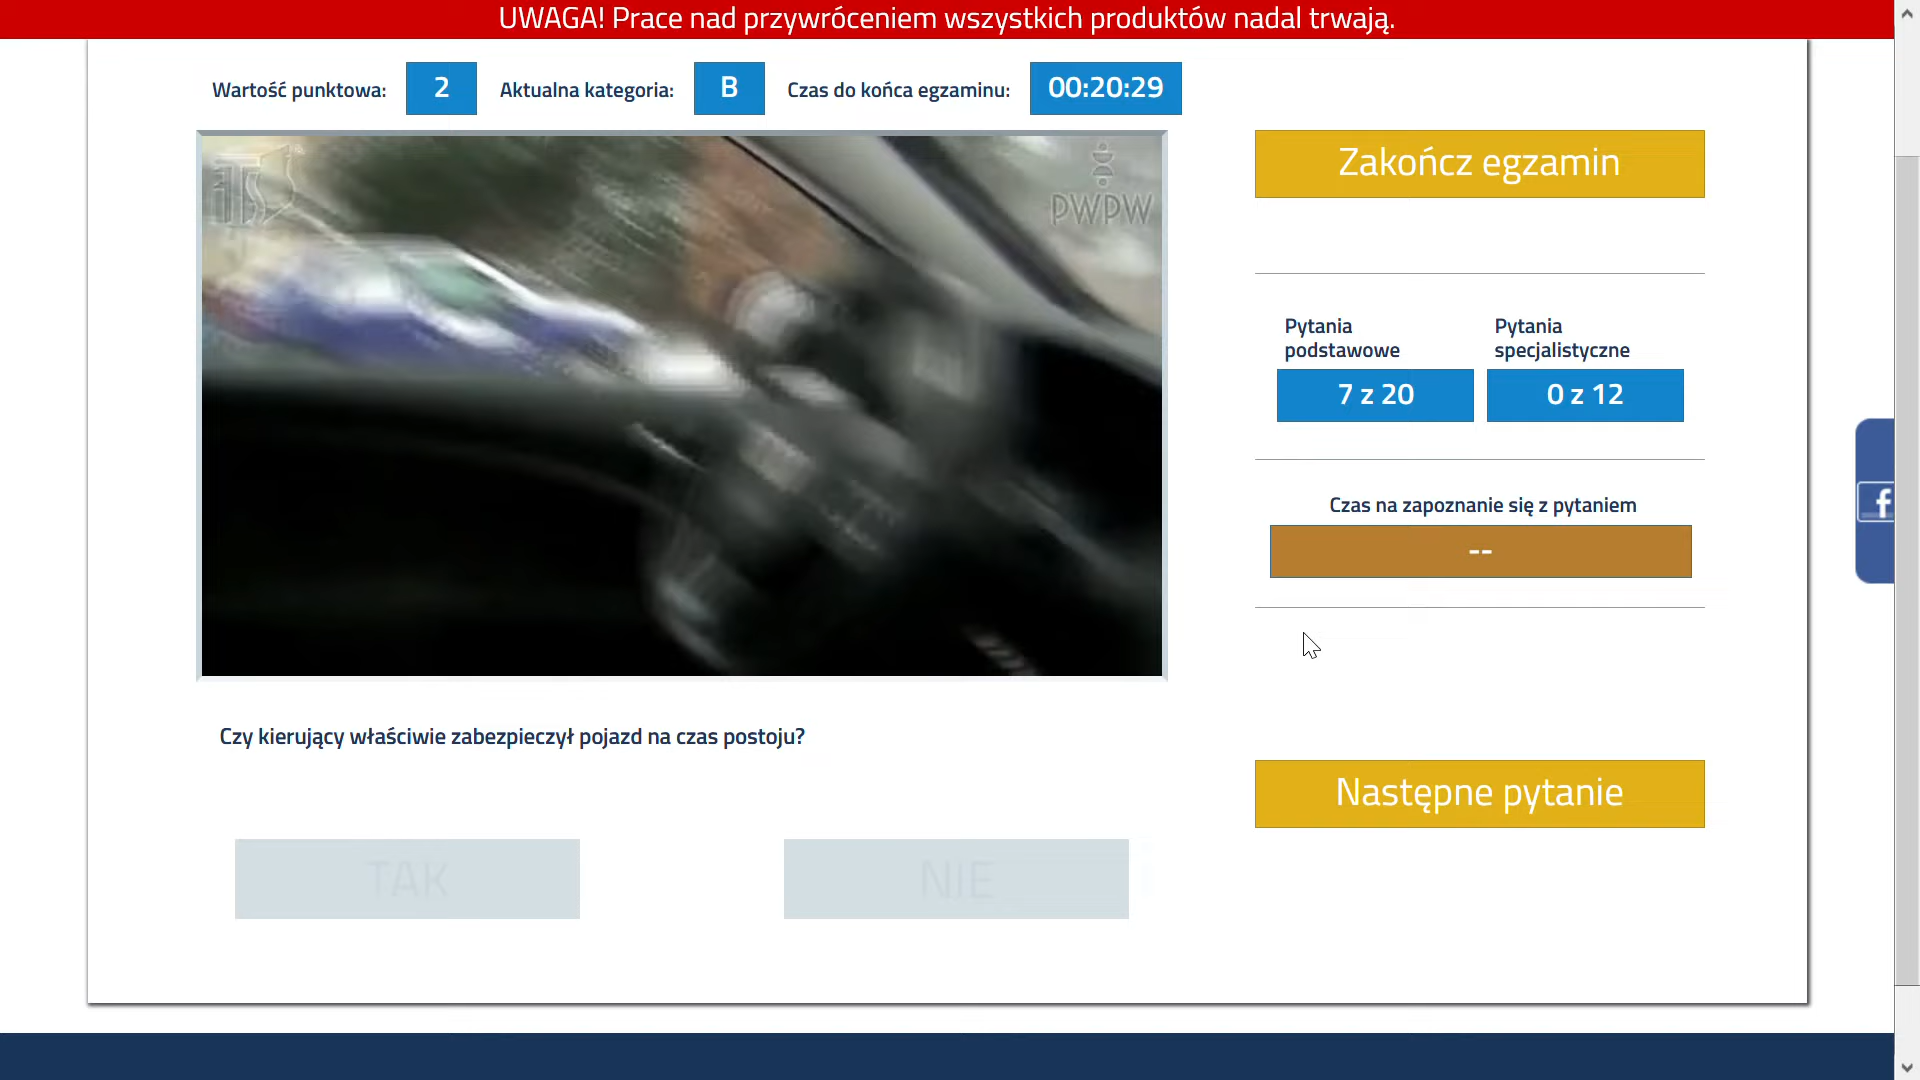 UWAGA! Prace nad przywróceniem wszystkich produktów nadal trwają.
Wartość punktowa: 2 Aktualna kategoria: B Czas do końca egzaminu: 00:20:29
ITS
PWPW
Zakończ egzamin
Pytania podstawowe
7 z 20
Pytania specjalistyczne
0 z 12
Czas na zapoznanie się z pytaniem
--
Czy kierujący właściwie zabezpieczył pojazd na czas postoju?
Następne pytanie
TAK
NIE
f